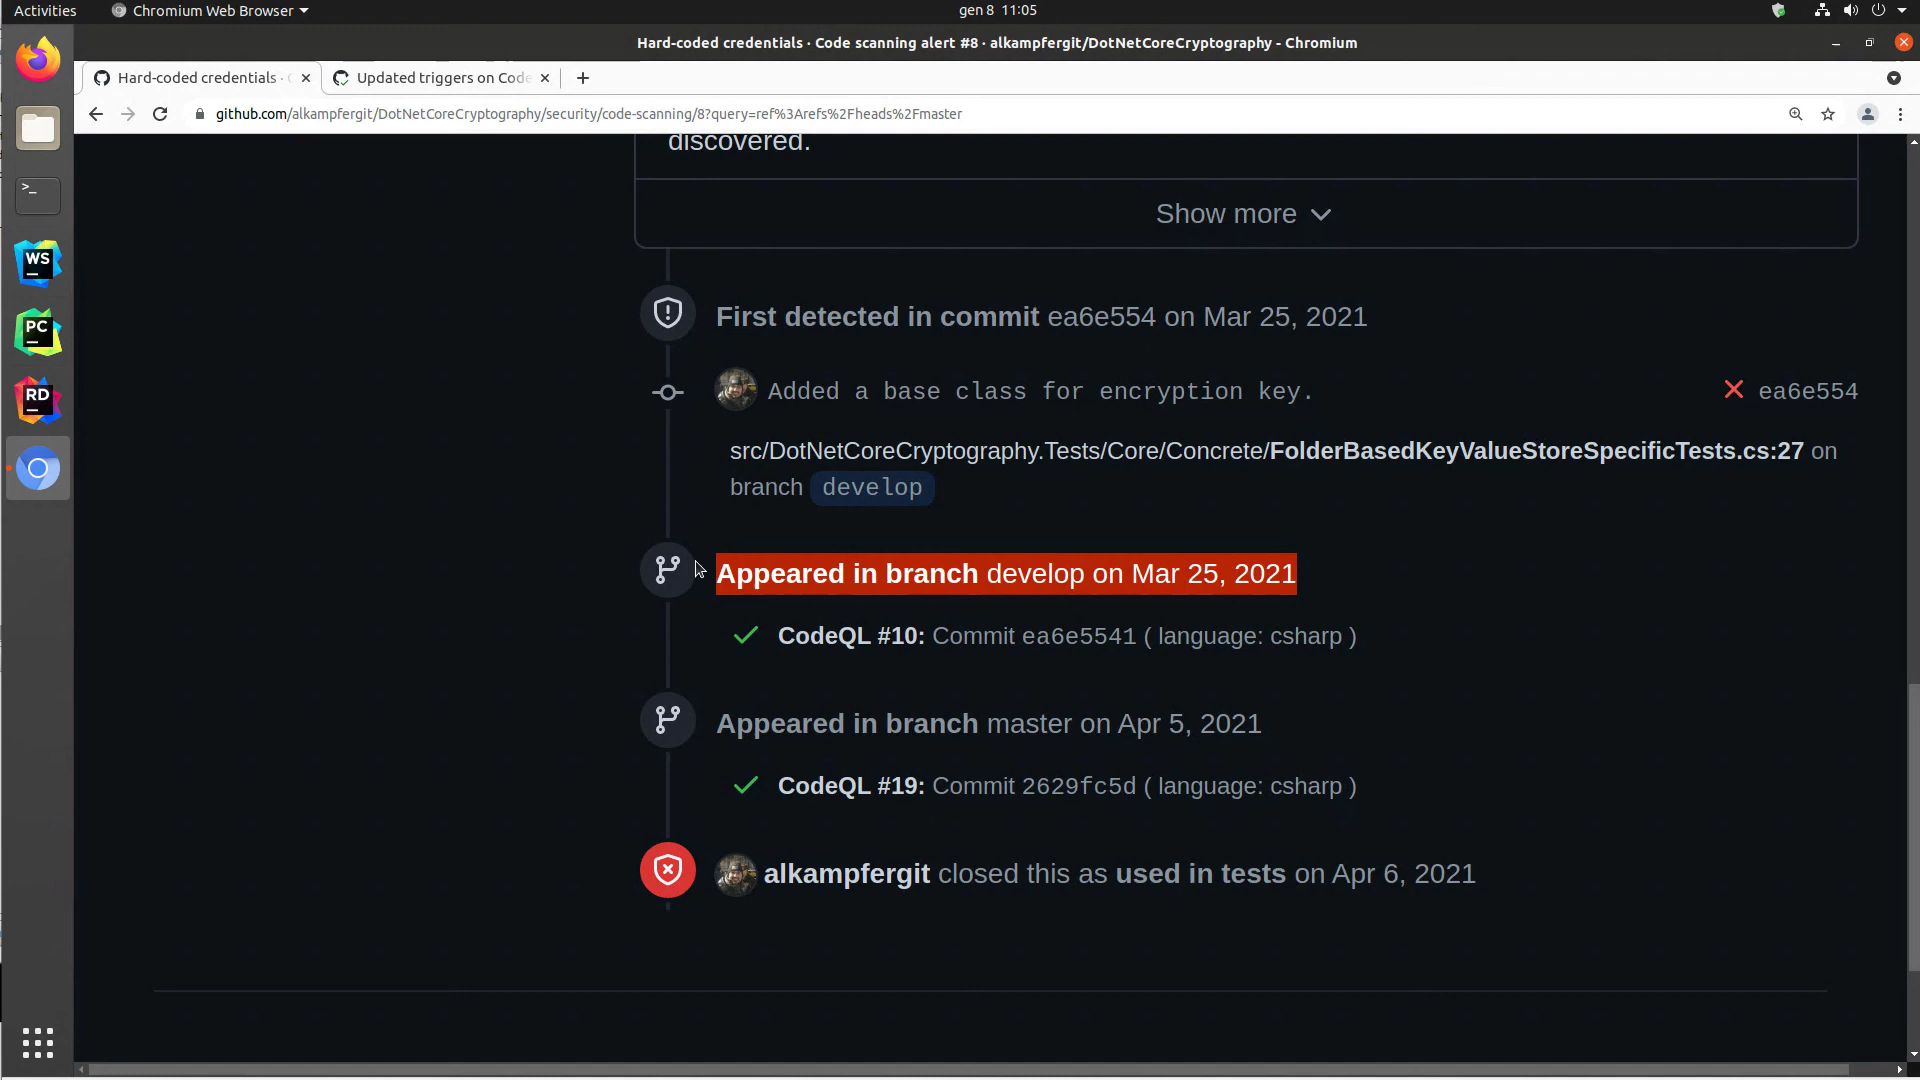 Activities
Chromium Web Browser
gen 8 11:05
Hard-coded credentials · Code scanning alert #8 · alkampfergit/DotNetCoreCryptography - Chromium
Hard-coded credentials ·
Updated triggers on Code
github.com/alkampfergit/DotNetCoreCryptography/security/code-scanning/8?query=ref%3Arefs%2Fheads%2Fmaster
discovered.
Show more
First detected in commit ea6e554 on Mar 25, 2021
Added a base class for encryption key.
ea6e554
src/DotNetCoreCryptography.Tests/Core/Concrete/FolderBasedKeyValueStoreSpecificTests.cs:27 on
branch develop
Appeared in branch develop on Mar 25, 2021
CodeQL #10: Commit ea6e5541 ( language: csharp )
Appeared in branch master on Apr 5, 2021
CodeQL #19: Commit 2629fc5d ( language: csharp )
alkampfergit closed this as used in tests on Apr 6, 2021
WS
PC
RD